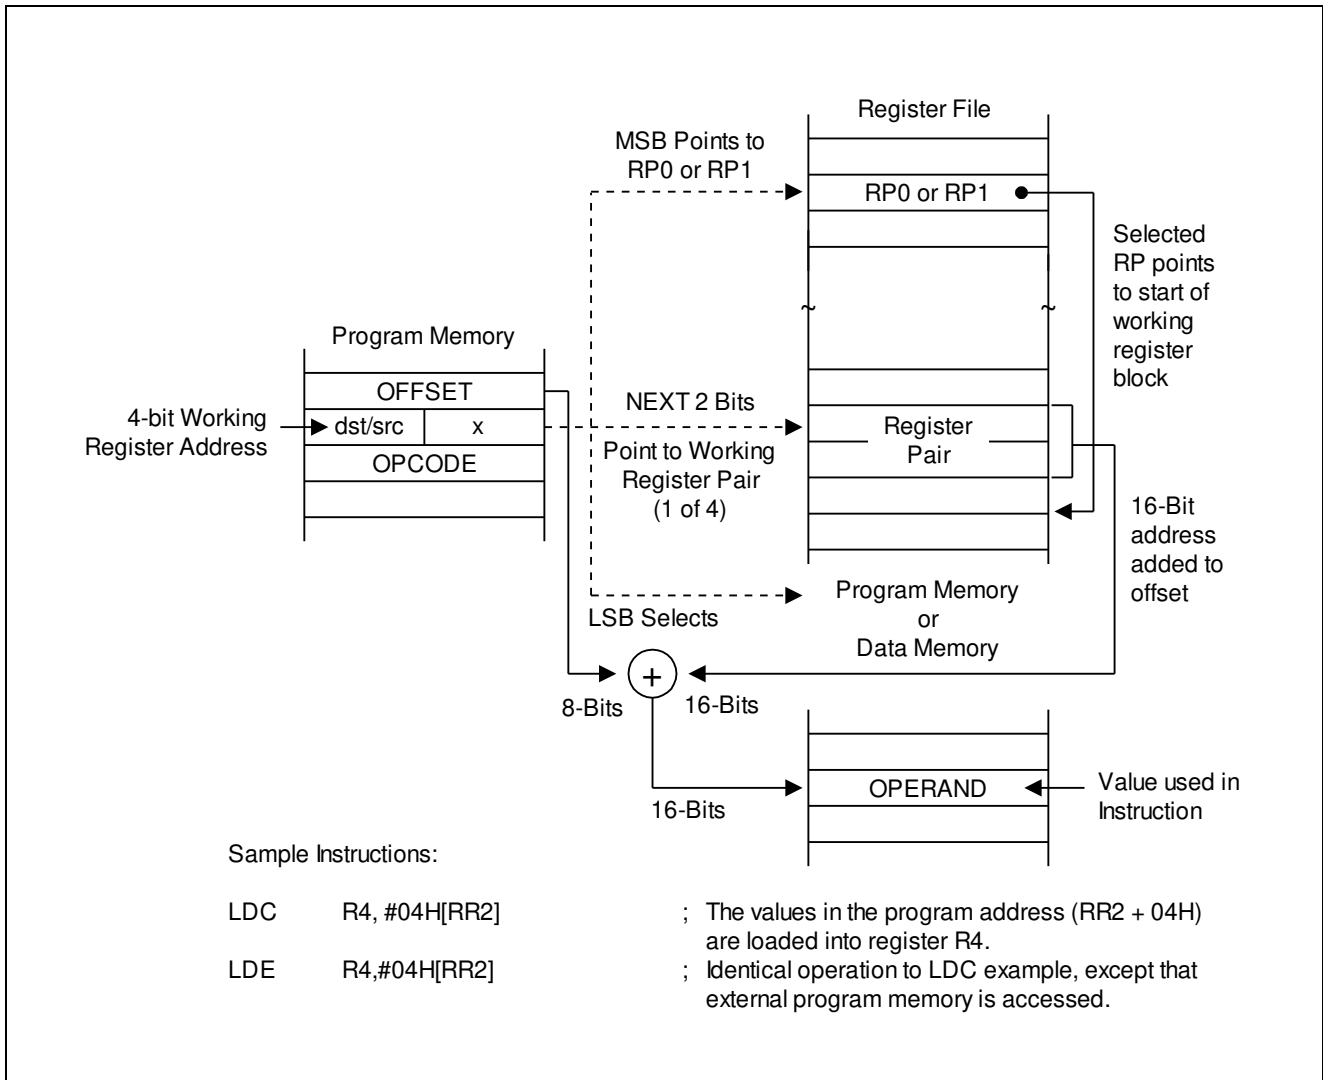 Register File
MSB Points to
RP0 or RP1
RP0 or RP1
Selected
RP points
to start of
working
register
block
Program Memory
OFFSET
4-bit Working
Register Address
dst/src
x
OPCODE
NEXT 2 Bits
Point to Working
Register Pair
(1 of 4)
Register
Pair
16-Bit
address
added to
offset
LSB Selects
Program Memory
or
Data Memory
+
8-Bits
16-Bits
16-Bits
OPERAND
Value used in
Instruction
Sample Instructions:
LDC R4, #04H[RR2] ; The values in the program address (RR2 + 04H)
are loaded into register R4.
LDE R4,#04H[RR2] ; Identical operation to LDC example, except that
external program memory is accessed.